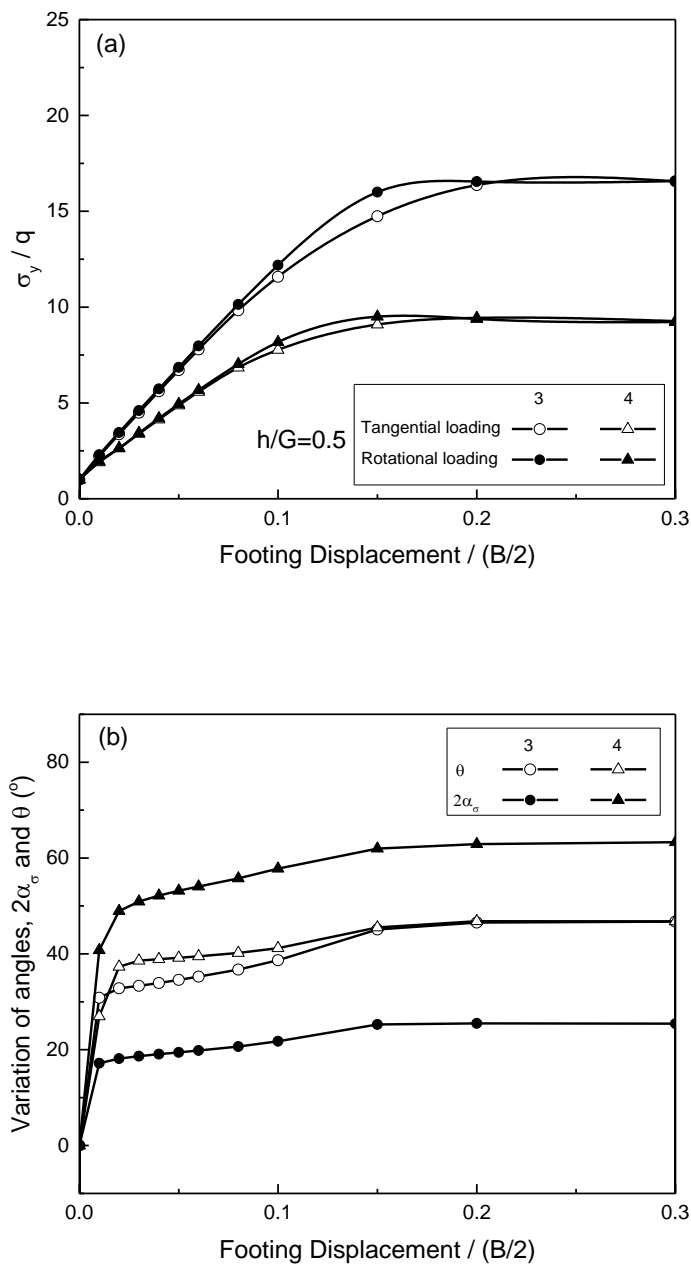 (a)
25
20
15
10
5
0
σy / q
h/G=0.5
3 4
Tangential loading
Rotational loading
0.0 0.1 0.2 0.3
Footing Displacement / (B/2)
(b)
80
60
40
20
0
Variation of angles, 2ασ and θ (o)
3 4
θ
2ασ
0.0 0.1 0.2 0.3
Footing Displacement / (B/2)